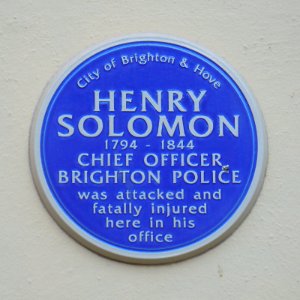 City of Brighton & Hove
HENRY
SOLOMON
1794 - 1844
CHIEF OFFICER
BRIGHTON POLICE
was attacked and
fatally injured
here in his
office